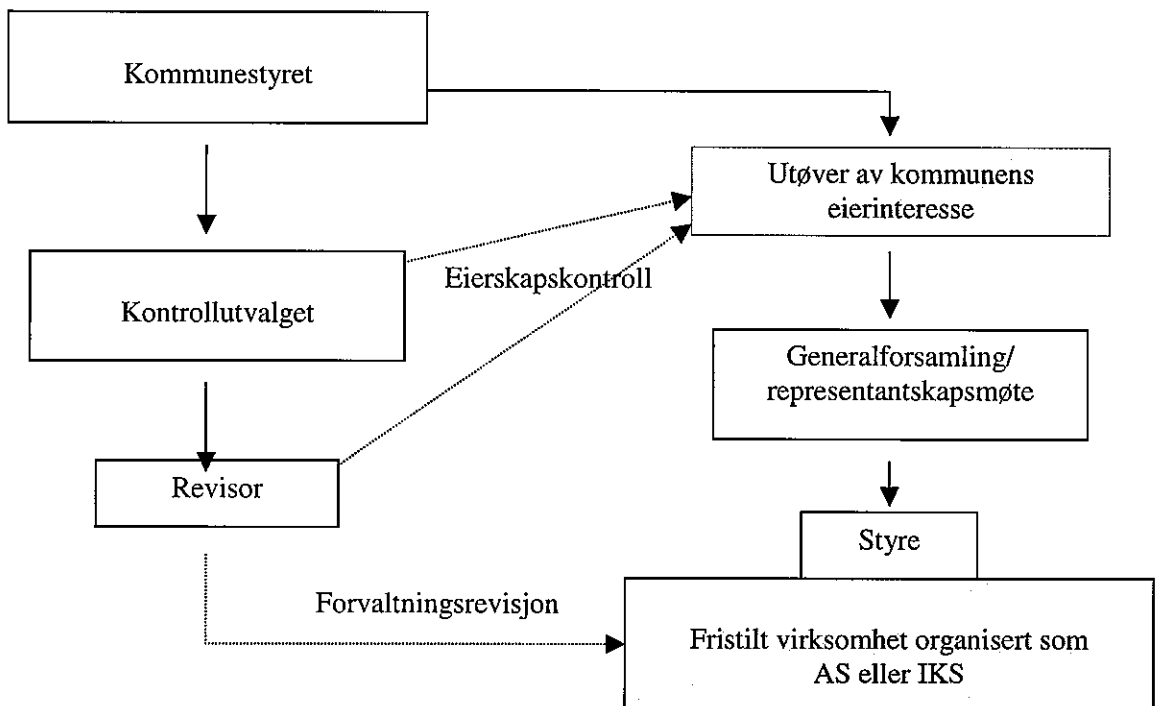 Kommunestyret
Utøver av kommunens
eierinteresse
Eierskapskontroll
Kontrollutvalget
Generalforsamling/
representantskapsmøte
Revisor
Styre
Forvaltningsrevisjon
Fristilt virksomhet organisert som
AS eller IKS